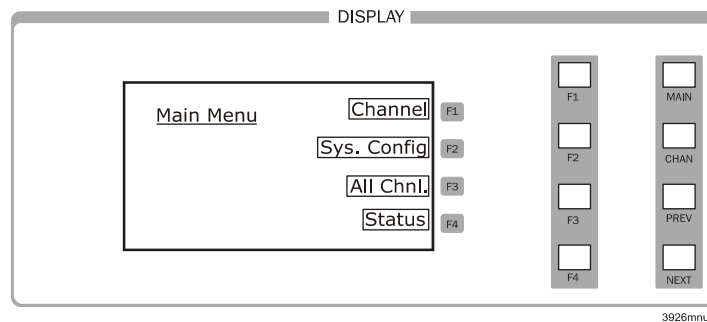 DISPLAY
Main Menu
Channel F1
Sys. Config F2
All Chnl. F3
Status F4
F1 MAIN
F2 CHAN
F3 PREV
F4 NEXT
3926mnu